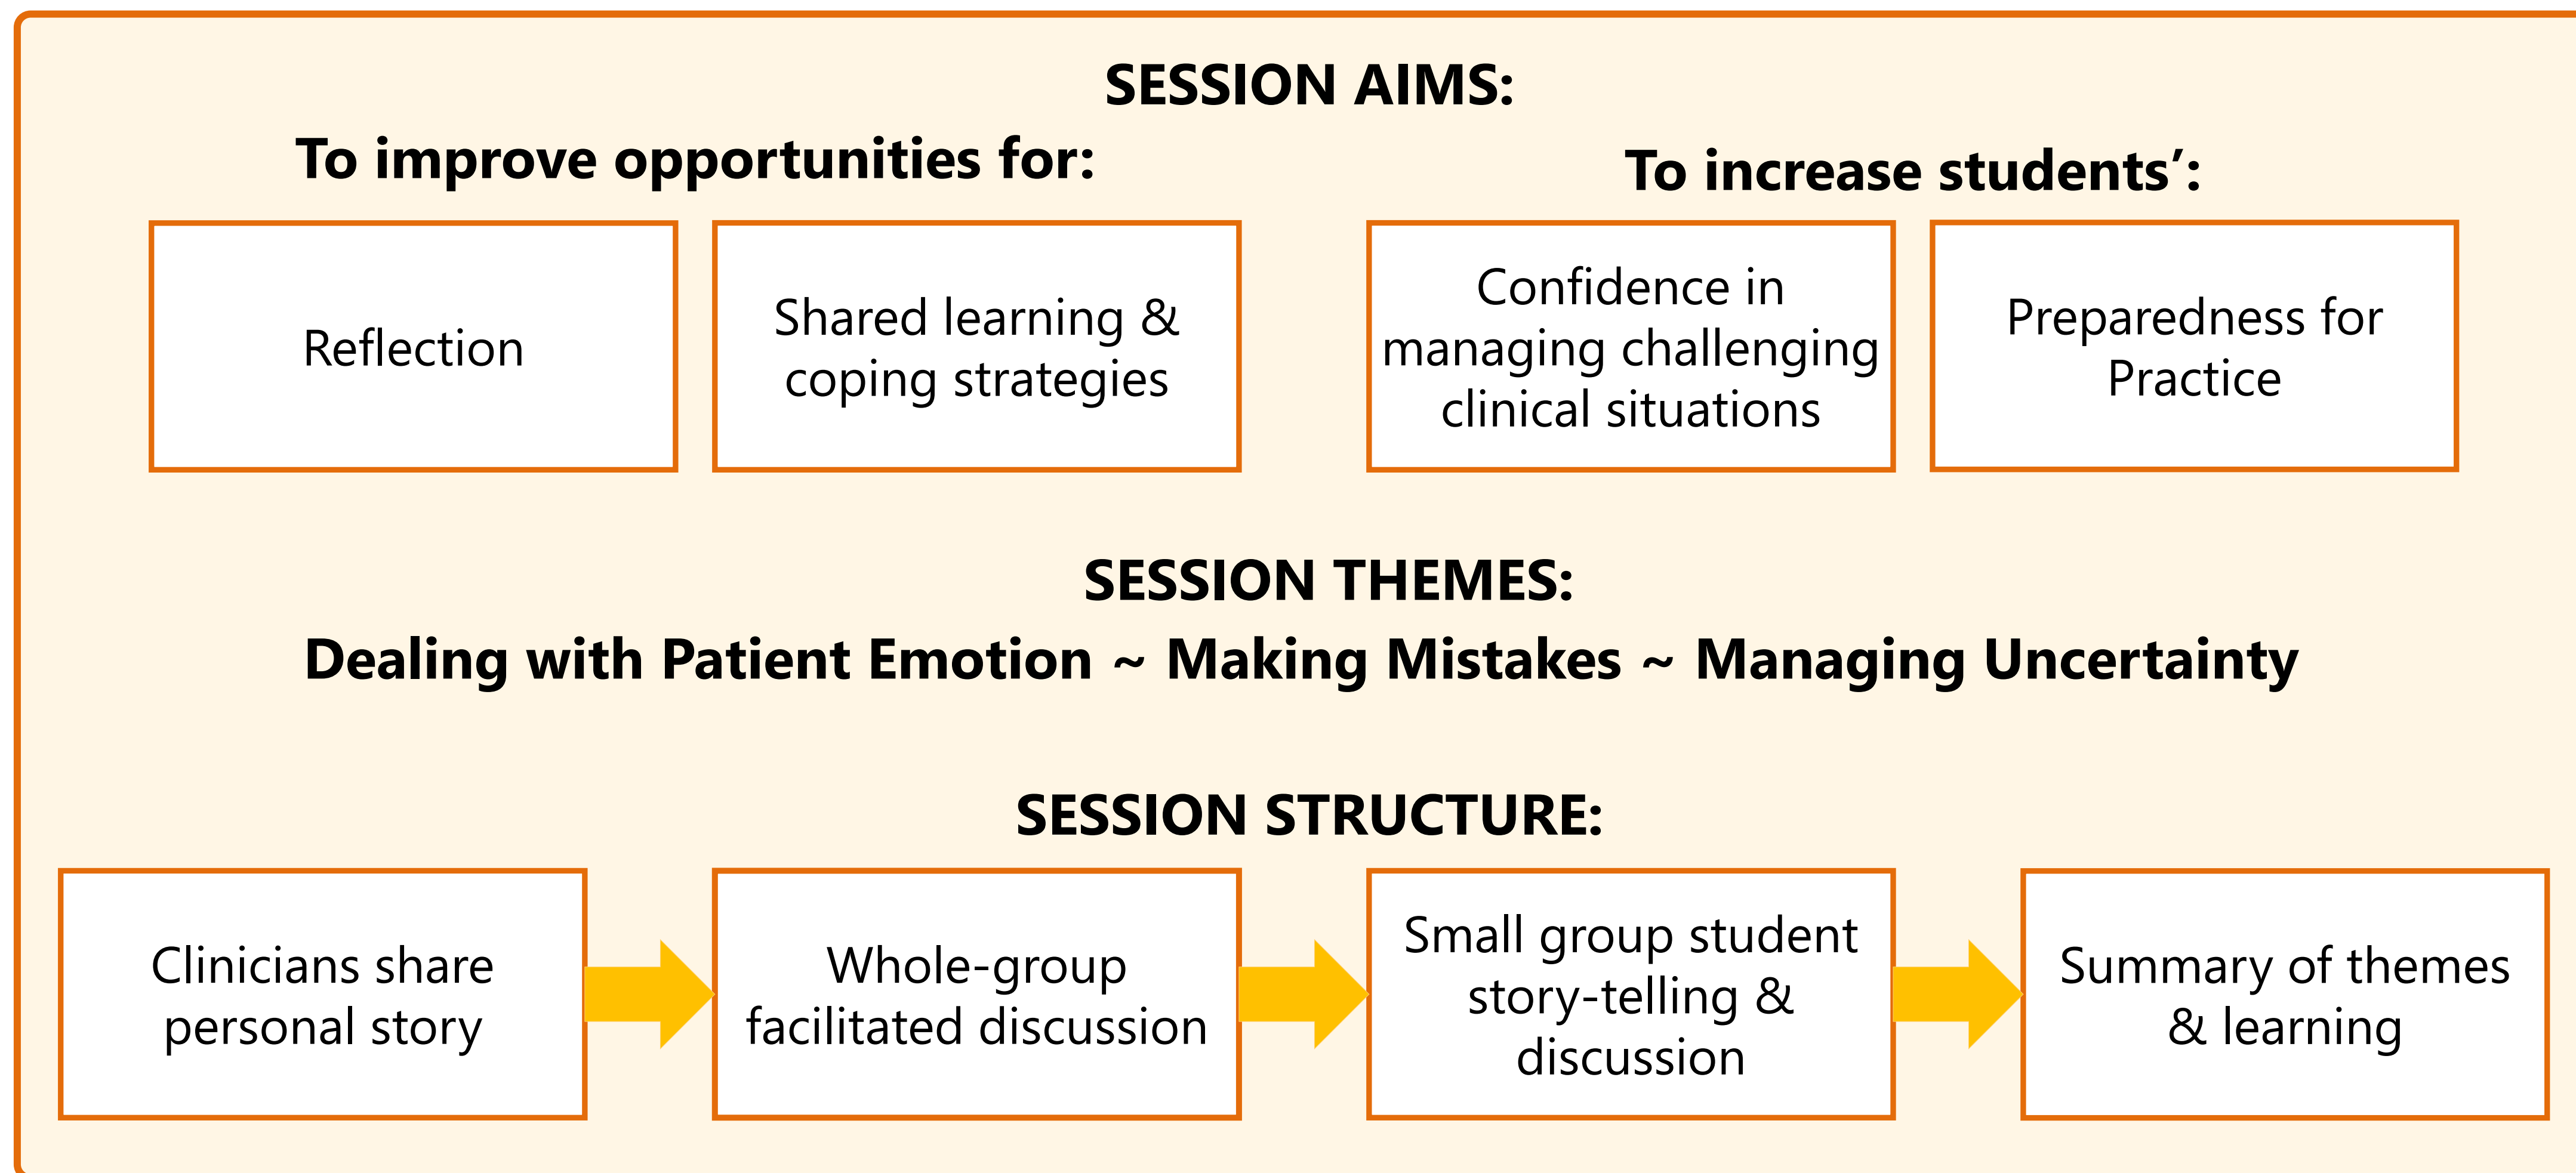 SESSION AIMS:
To improve opportunities for:
Reflection
Shared learning &
coping strategies
To increase students’:
Confidence in
managing challenging
clinical situations
Preparedness for
Practice
SESSION THEMES:
Dealing with Patient Emotion ~ Making Mistakes ~ Managing Uncertainty
SESSION STRUCTURE:
Clinicians share
personal story
Whole-group
facilitated discussion
Small group student
story-telling &
discussion
Summary of themes
& learning